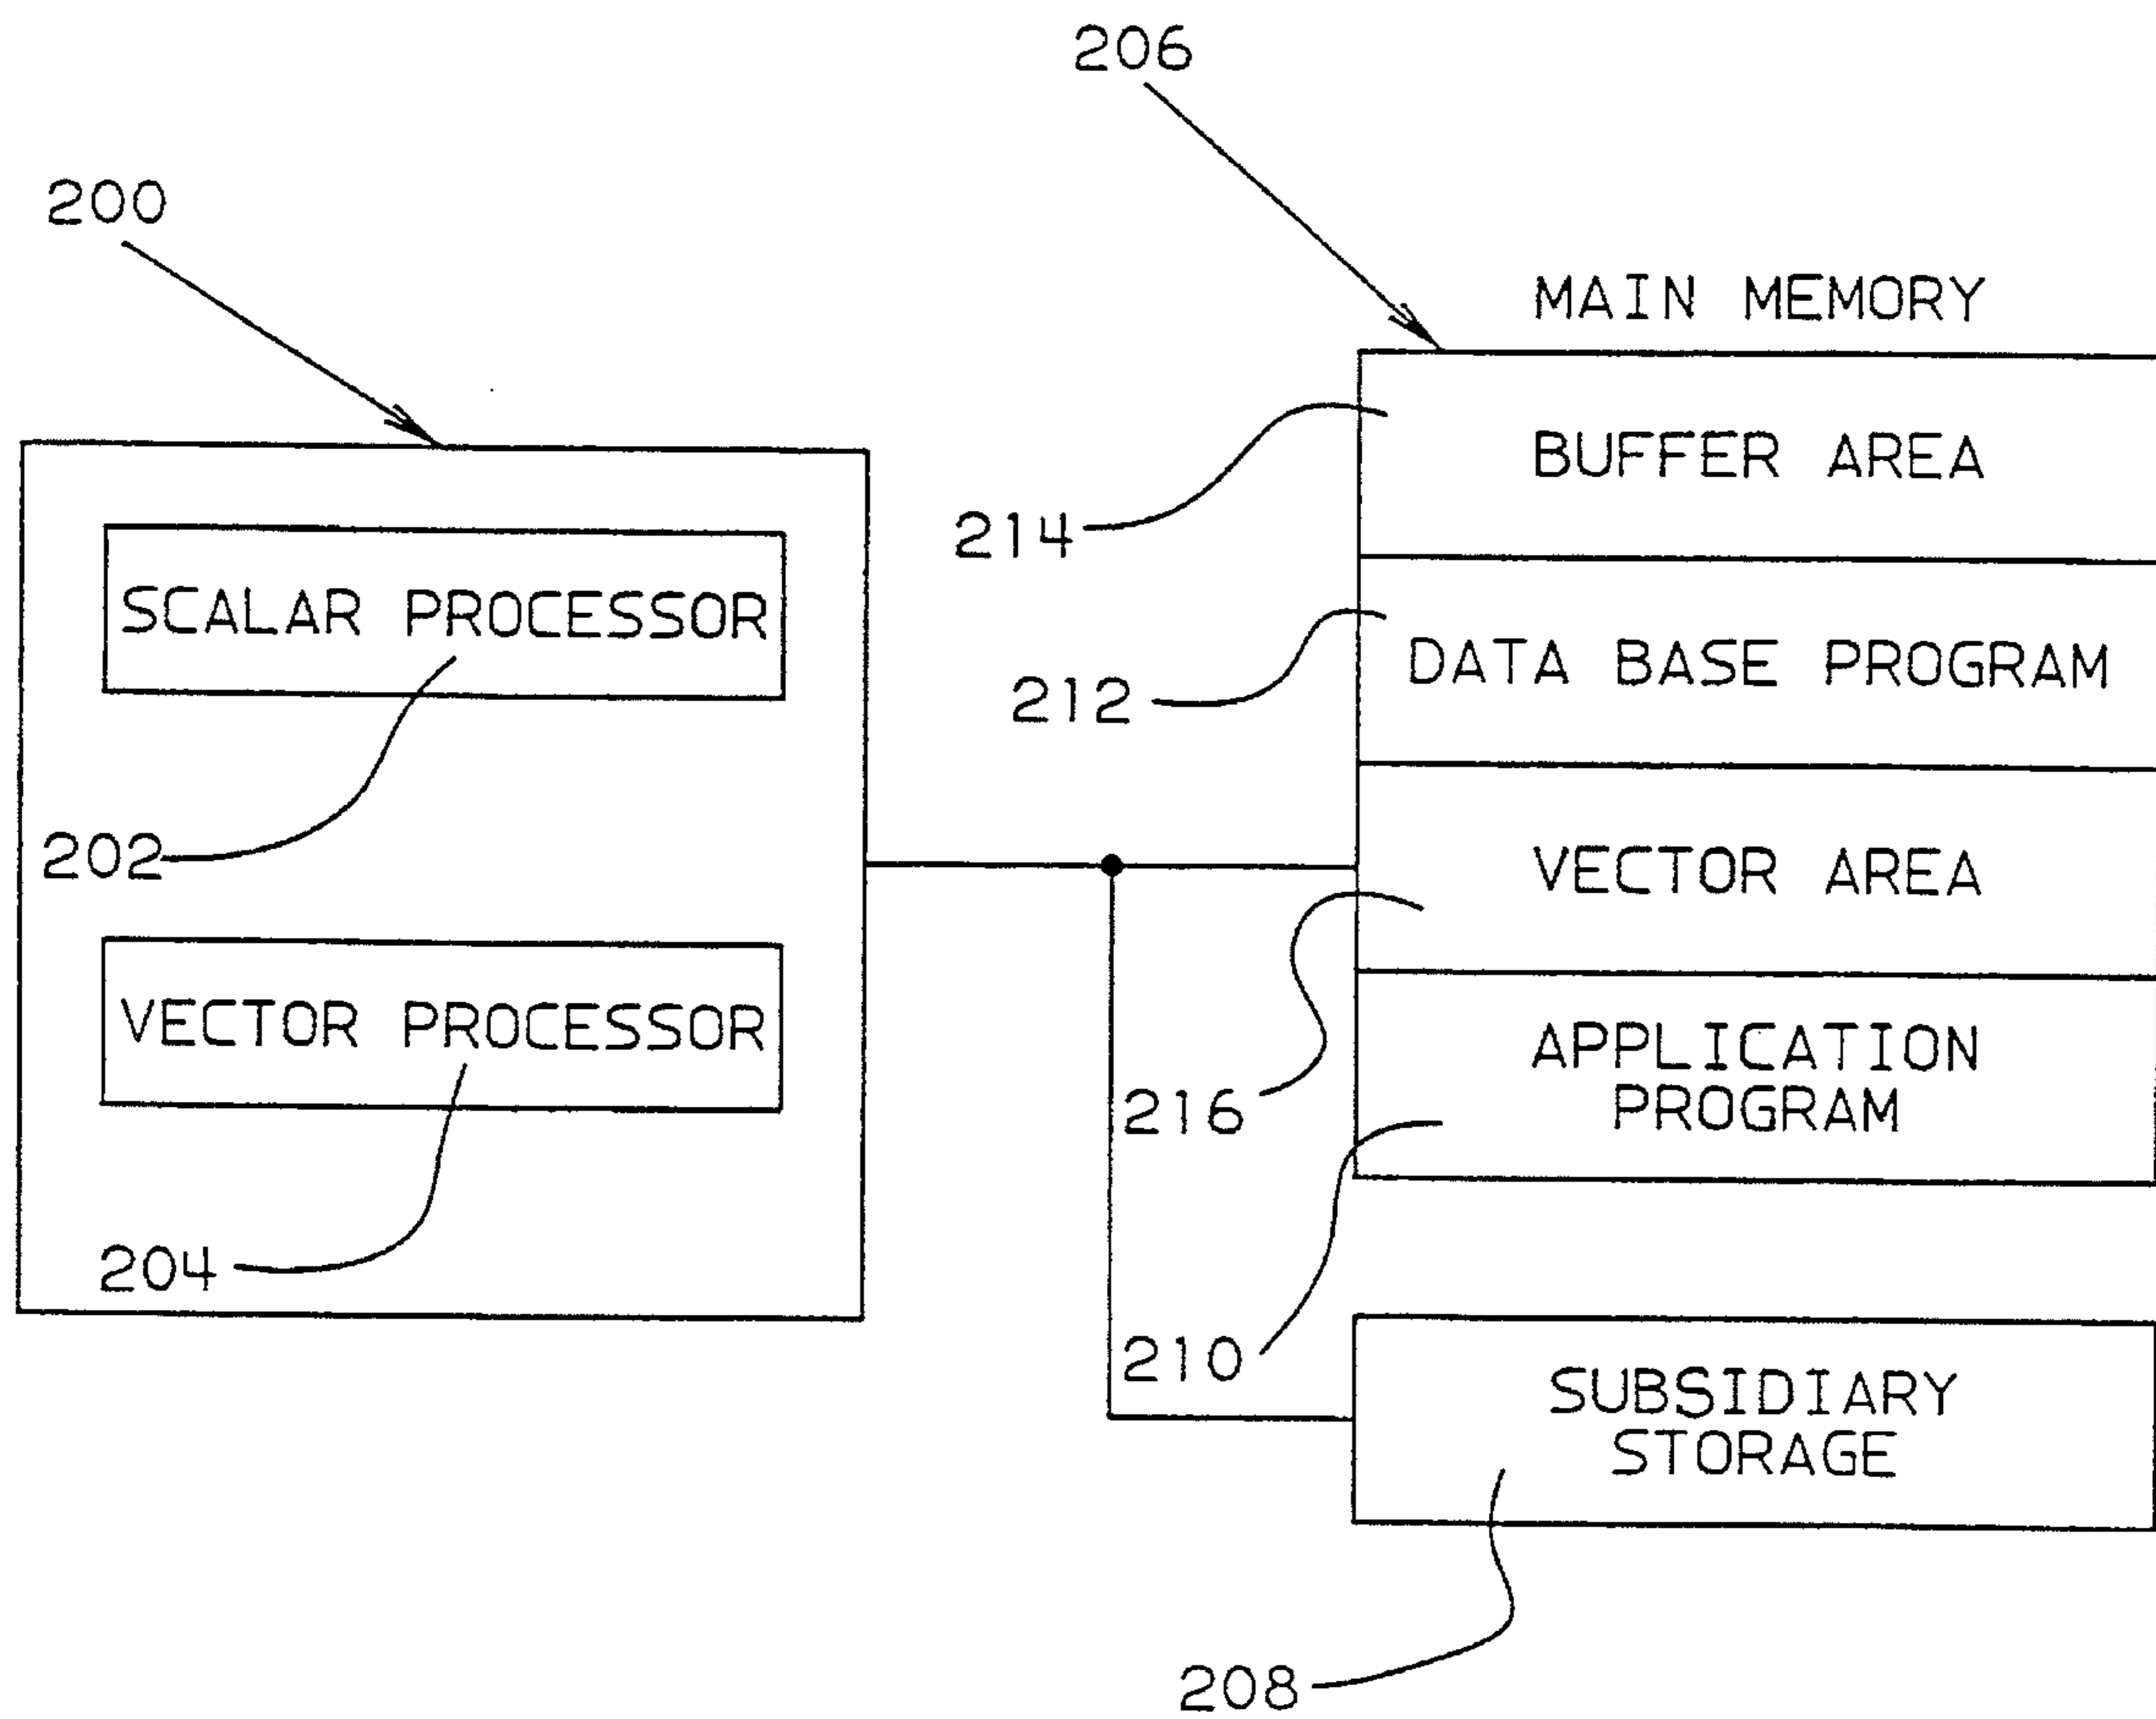 206
200
MAIN MEMORY
BUFFER AREA
214
SCALAR PROCESSOR
DATA BASE PROGRAM
212
202
VECTOR AREA
VECTOR PROCESSOR
APPLICATION
PROGRAM
216
204
210
SUBSIDIARY
STORAGE
208